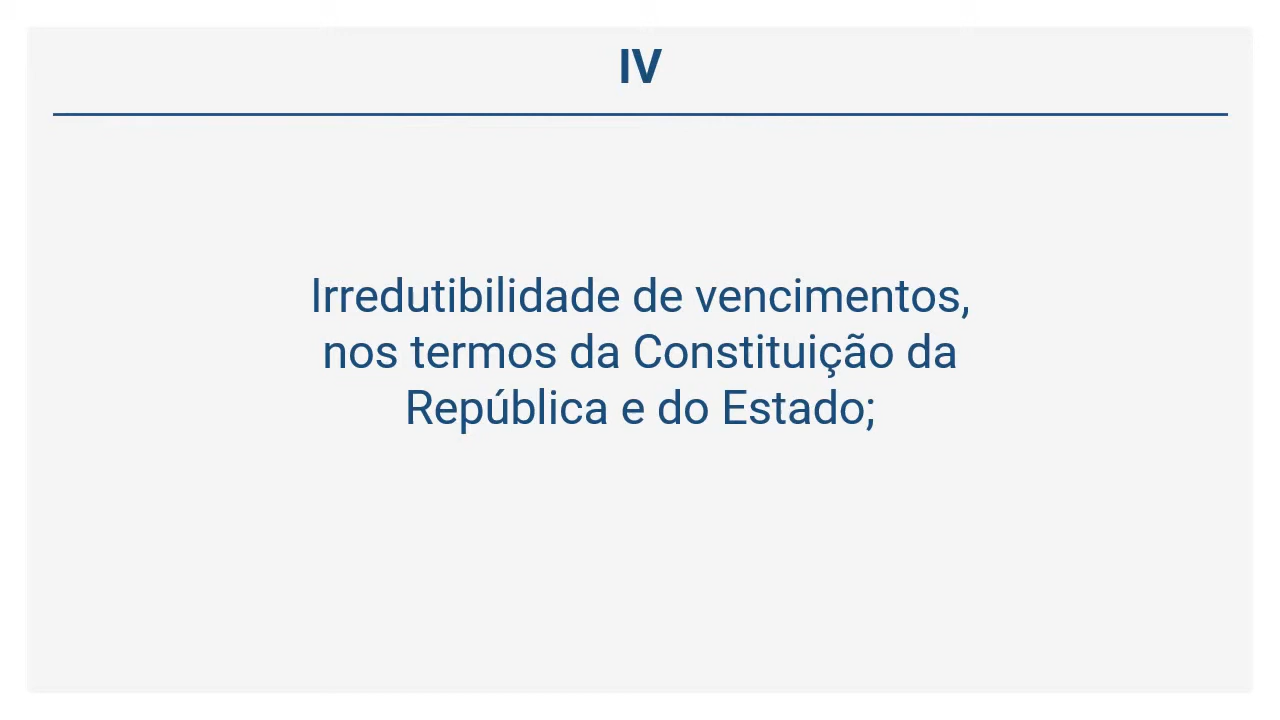 IV
Irredutibilidade de vencimentos,
nos termos da Constituição da
República e do Estado;